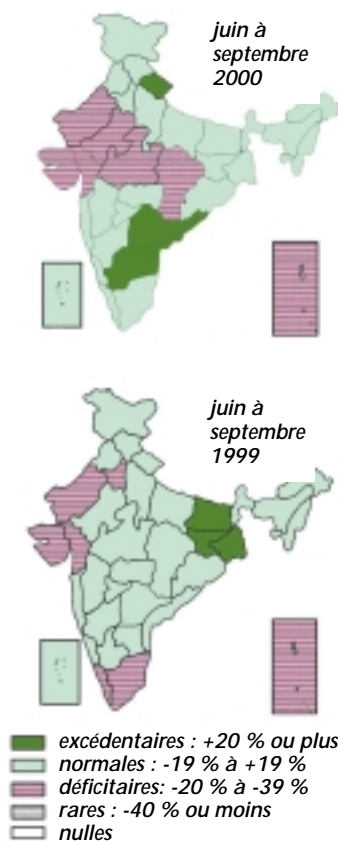 juin à
septembre
2000
juin à
septembre
1999
excédentaires : +20 % ou plus
normales : -19 % à +19 %
déficitaires: -20 % à -39 %
rares : -40 % ou moins
nulles